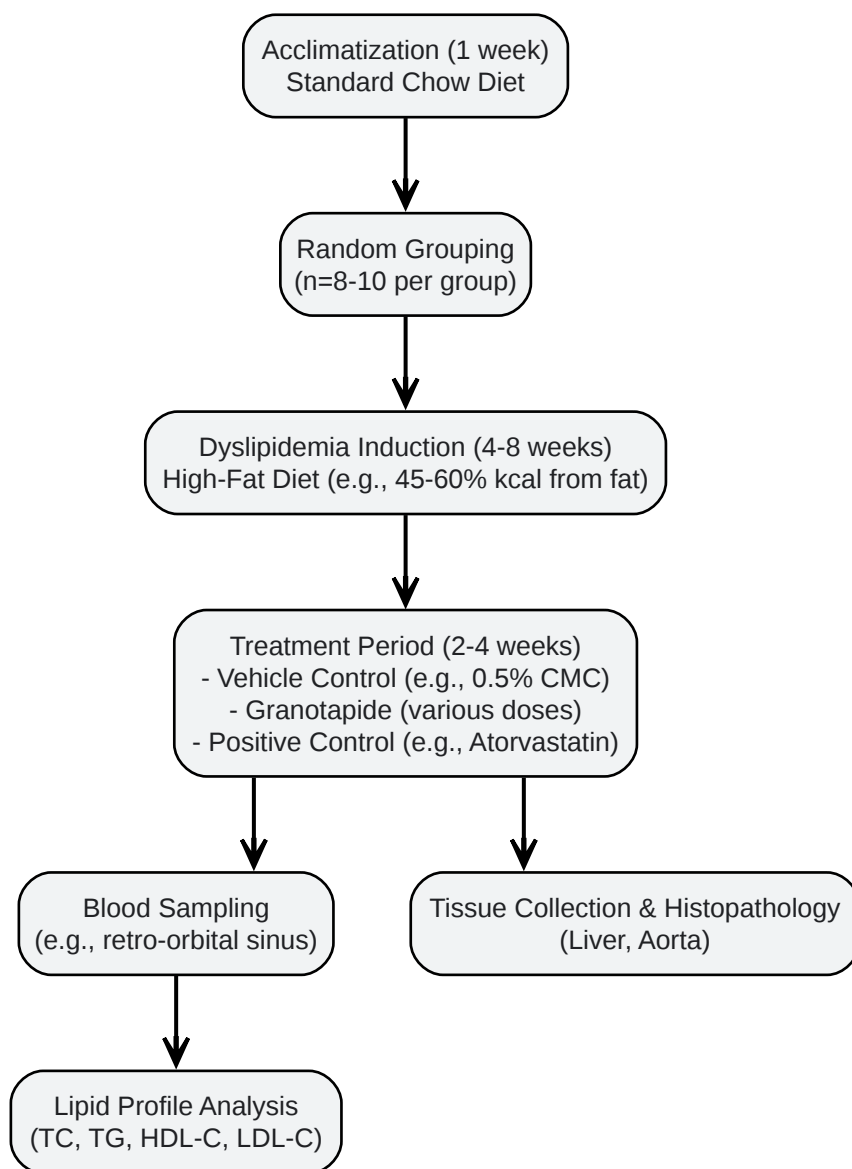 Acclimatization (1 week)
Standard Chow Diet
Random Grouping
(n=8-10 per group)
Dyslipidemia Induction (4-8 weeks)
High-Fat Diet (e.g., 45-60% kcal from fat)
Treatment Period (2-4 weeks)
- Vehicle Control (e.g., 0.5% CMC)
- Granotapide (various doses)
- Positive Control (e.g., Atorvastatin)
Blood Sampling
(e.g., retro-orbital sinus)
Tissue Collection & Histopathology
(Liver, Aorta)
Lipid Profile Analysis
(TC, TG, HDL-C, LDL-C)